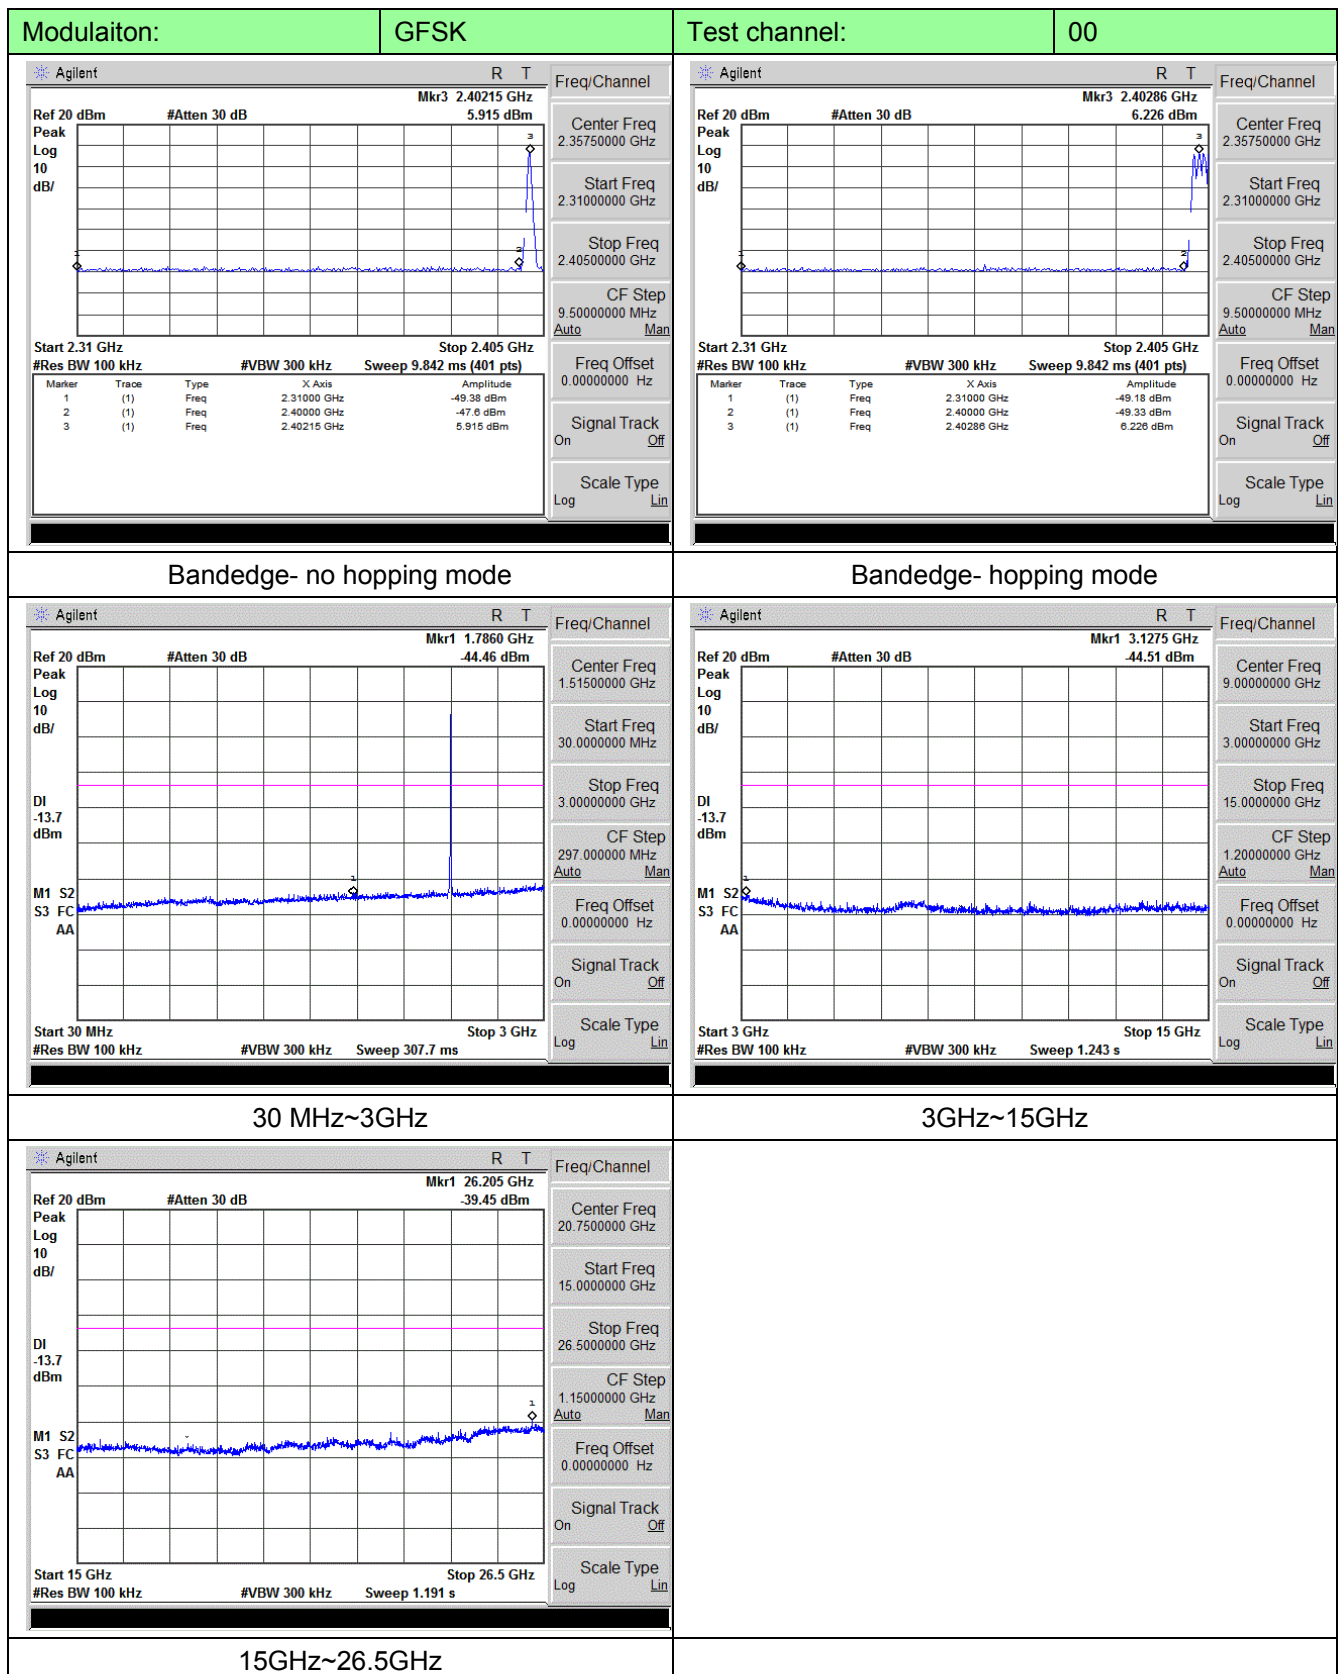 Modulaiton: GFSK Test channel: 00
Agilent R T
Mkr3 2.40215 GHz
Ref 20 dBm #Atten 30 dB 5.915 dBm
Peak
Log
10
dB/
3
1
2
Start 2.31 GHz Stop 2.405 GHz
#Res BW 100 kHz #VBW 300 kHz Sweep 9.842 ms (401 pts)
Marker Trace Type X Axis Amplitude
1 (1) Freq 2.31000 GHz -49.38 dBm
2 (1) Freq 2.40000 GHz -47.6 dBm
3 (1) Freq 2.40215 GHz 5.915 dBm
Freq/Channel
Center Freq
2.35750000 GHz
Start Freq
2.31000000 GHz
Stop Freq
2.40500000 GHz
CF Step
9.50000000 MHz
Auto Man
Freq Offset
0.00000000 Hz
Signal Track
On Off
Scale Type
Log Lin
Agilent R T
Mkr3 2.40286 GHz
Ref 20 dBm #Atten 30 dB 6.226 dBm
Peak
Log
10
dB/
3
1
2
Start 2.31 GHz Stop 2.405 GHz
#Res BW 100 kHz #VBW 300 kHz Sweep 9.842 ms (401 pts)
Marker Trace Type X Axis Amplitude
1 (1) Freq 2.31000 GHz -49.18 dBm
2 (1) Freq 2.40000 GHz -49.33 dBm
3 (1) Freq 2.40286 GHz 6.226 dBm
Freq/Channel
Center Freq
2.35750000 GHz
Start Freq
2.31000000 GHz
Stop Freq
2.40500000 GHz
CF Step
9.50000000 MHz
Auto Man
Freq Offset
0.00000000 Hz
Signal Track
On Off
Scale Type
Log Lin
Bandedge- no hopping mode Bandedge- hopping mode
Agilent R T
Mkr1 1.7860 GHz
Ref 20 dBm #Atten 30 dB -44.46 dBm
Peak
Log
10
dB/
DI
-13.7
dBm
1
M1 S2
S3 FC
AA
Start 30 MHz Stop 3 GHz
#Res BW 100 kHz #VBW 300 kHz Sweep 307.7 ms
Freq/Channel
Center Freq
1.51500000 GHz
Start Freq
30.0000000 MHz
Stop Freq
3.00000000 GHz
CF Step
297.000000 MHz
Auto Man
Freq Offset
0.00000000 Hz
Signal Track
On Off
Scale Type
Log Lin
Agilent R T
Mkr1 3.1275 GHz
Ref 20 dBm #Atten 30 dB -44.51 dBm
Peak
Log
10
dB/
DI
-13.7
dBm
1
M1 S2
S3 FC
AA
Start 3 GHz Stop 15 GHz
#Res BW 100 kHz #VBW 300 kHz Sweep 1.243 s
Freq/Channel
Center Freq
9.00000000 GHz
Start Freq
3.00000000 GHz
Stop Freq
15.0000000 GHz
CF Step
1.20000000 GHz
Auto Man
Freq Offset
0.00000000 Hz
Signal Track
On Off
Scale Type
Log Lin
30 MHz~3GHz 3GHz~15GHz
Agilent R T
Mkr1 26.205 GHz
Ref 20 dBm #Atten 30 dB -39.45 dBm
Peak
Log
10
dB/
DI
-13.7
dBm
1
M1 S2
S3 FC
AA
Start 15 GHz Stop 26.5 GHz
#Res BW 100 kHz #VBW 300 kHz Sweep 1.191 s
Freq/Channel
Center Freq
20.7500000 GHz
Start Freq
15.0000000 GHz
Stop Freq
26.5000000 GHz
CF Step
1.15000000 GHz
Auto Man
Freq Offset
0.00000000 Hz
Signal Track
On Off
Scale Type
Log Lin
15GHz~26.5GHz